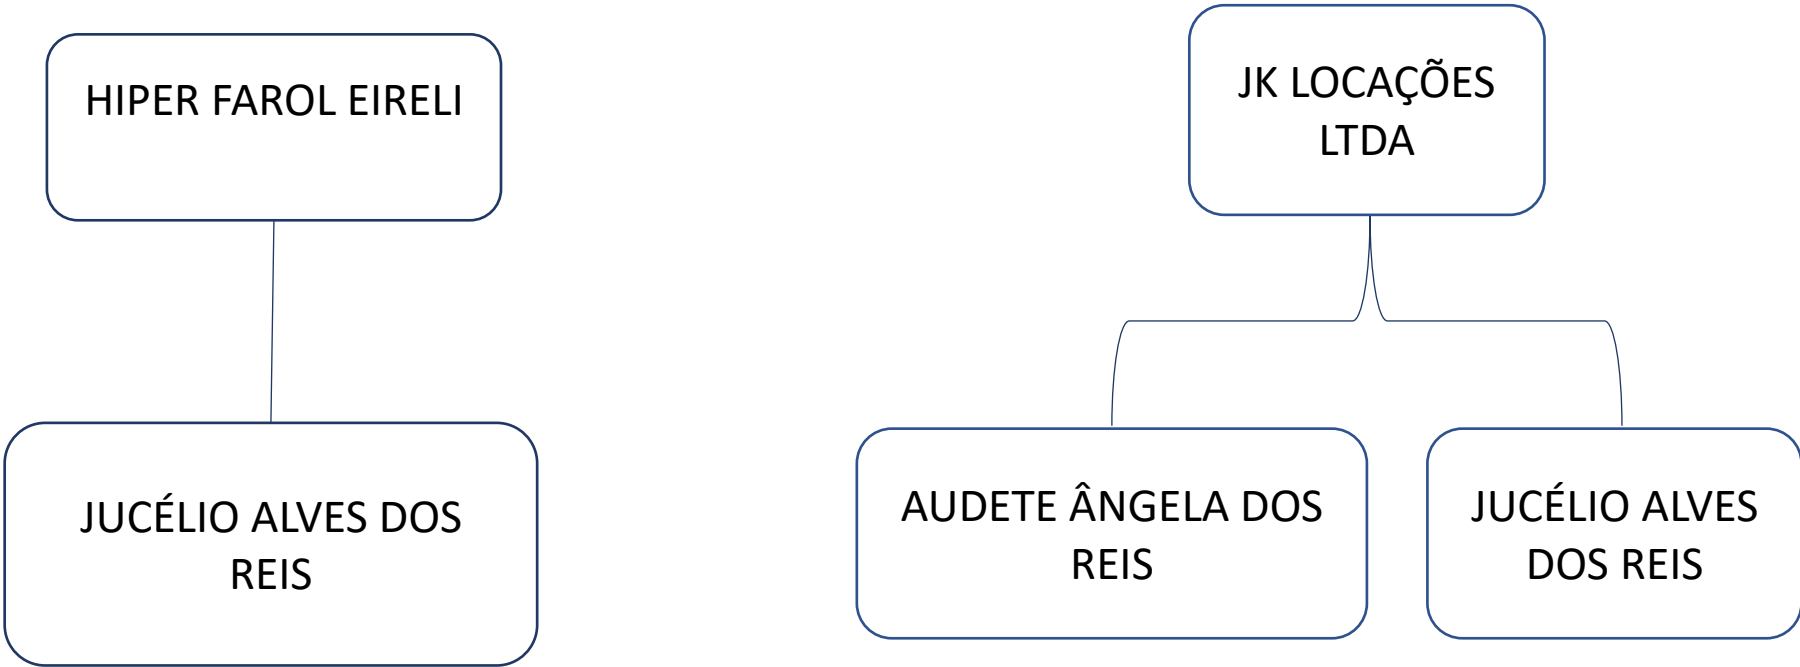 HIPER FAROL EIRELI
JK LOCAÇÕES
LTDA
JUCÉLIO ALVES DOS
REIS
AUDETE ÂNGELA DOS
REIS
JUCÉLIO ALVES
DOS REIS